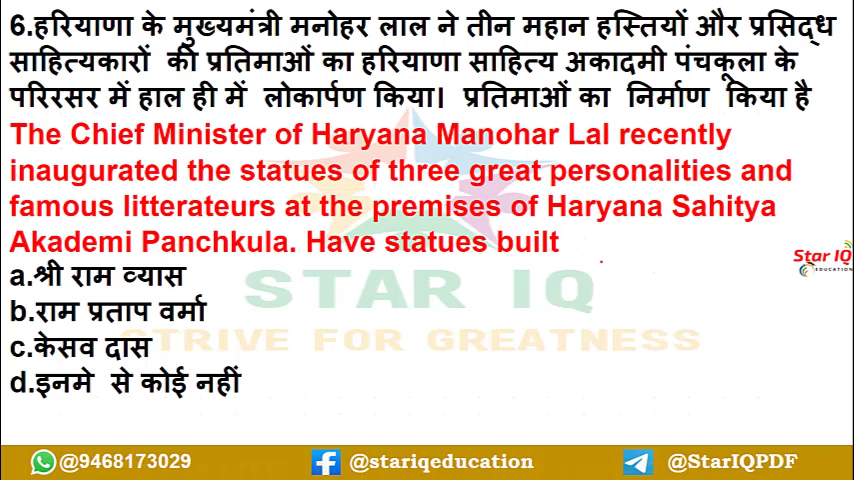 6.हरियाणा के मुख्यमंत्री मनोहर लाल ने तीन महान हस्तियों और प्रसिद्ध
साहित्यकारों की प्रतिमाओं का हरियाणा साहित्य अकादमी पंचकूला के
परिरसर में हाल ही में लोकार्पण किया। प्रतिमाओं का निर्माण किया है
The Chief Minister of Haryana Manohar Lal recently
inaugurated the statues of three great personalities and
famous litterateurs at the premises of Haryana Sahitya
Akademi Panchkula. Have statues built
Star IQ
EDUCATION
a.श्री राम व्यास
STAR IQ
b.राम प्रताप वर्मा
STRIVE FOR GREATNESS
c.केसव दास
d.इनमे से कोई नहीं
@9468173029 @stariqeducation @StarIQPDF